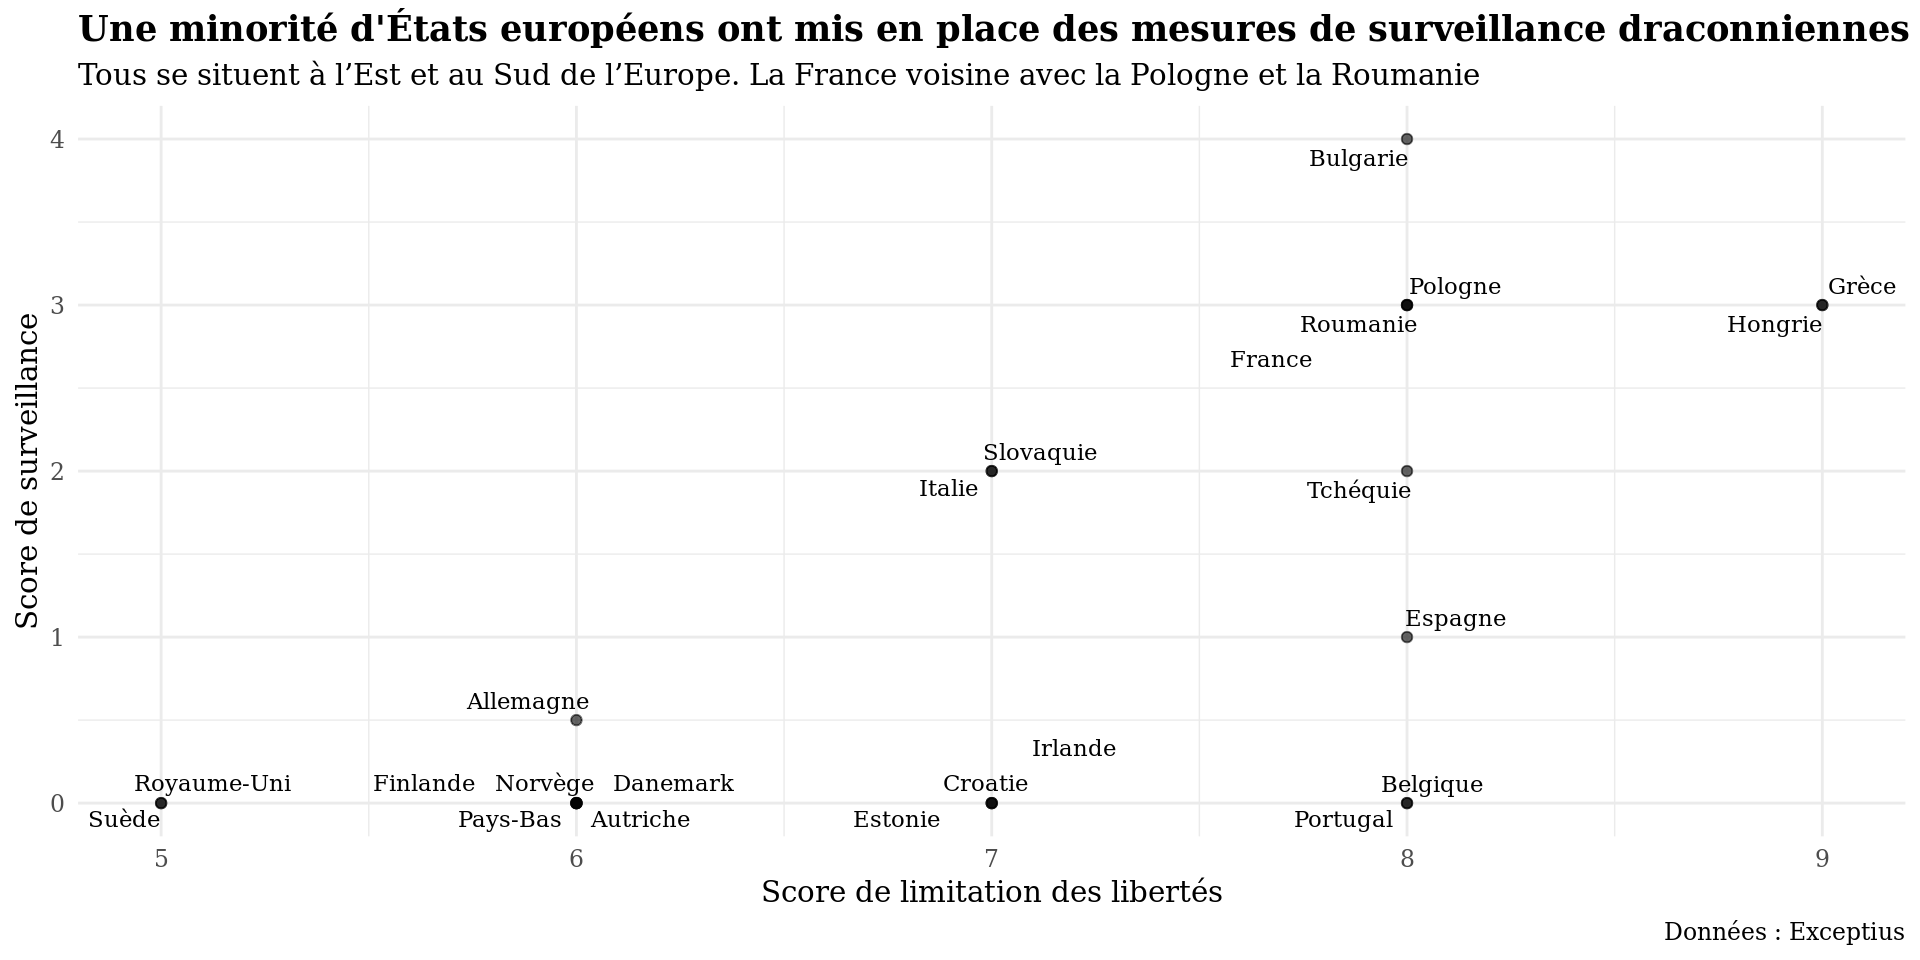 Une minorité d'États européens ont mis en place des mesures de surveillance draconniennes
Tous se situent à l’Est et au Sud de l’Europe. La France voisine avec la Pologne et la Roumanie
4
Bulgarie
Pologne
Grèce
3
Roumanie
Hongrie
France
Slovaquie
2
Italie
Tchéquie
Score de surveillance
Espagne
1
Allemagne
Irlande
Royaume-Uni
Finlande
Norvège
Danemark
Croatie
Belgique
0
Suède
Pays-Bas
Autriche
Estonie
Portugal
5
6
7
8
9
Score de limitation des libertés
Données : Exceptius